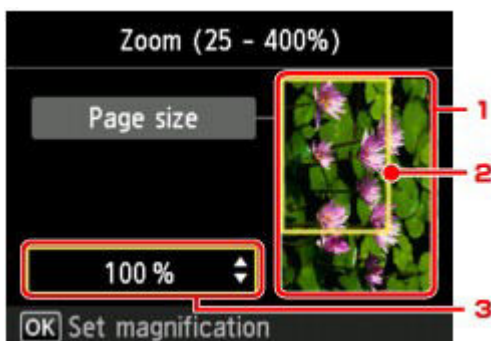 Zoom (25 - 400%)
Page size
1
2
100 %
3
OK Set magnification